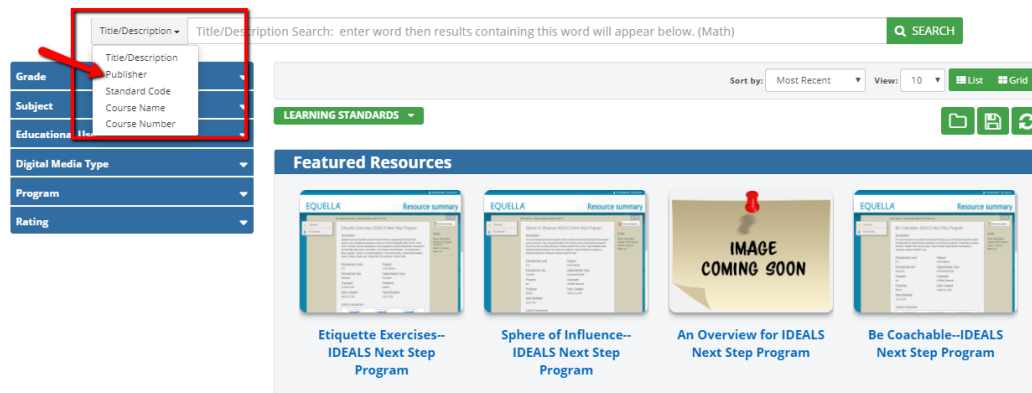 Title/Description
Title/Description Search: enter word then results containing this word will appear below. (Math)
SEARCH
Title/Description
Publisher
Standard Code
Course Name
Course Number
Grade
Subject
Educational
Digital Media Type
Program
Rating
Sort by: Most Recent View: 10 List Grid
LEARNING STANDARDS
Featured Resources
EQUELLA Resource summary
EQUELLA Resource summary
IMAGE
COMING SOON
EQUELLA Resource summary
Etiquette Exercises--
IDEALS Next Step
Program
Sphere of Influence--
IDEALS Next Step
Program
An Overview for IDEALS
Next Step Program
Be Coachable--IDEALS
Next Step Program